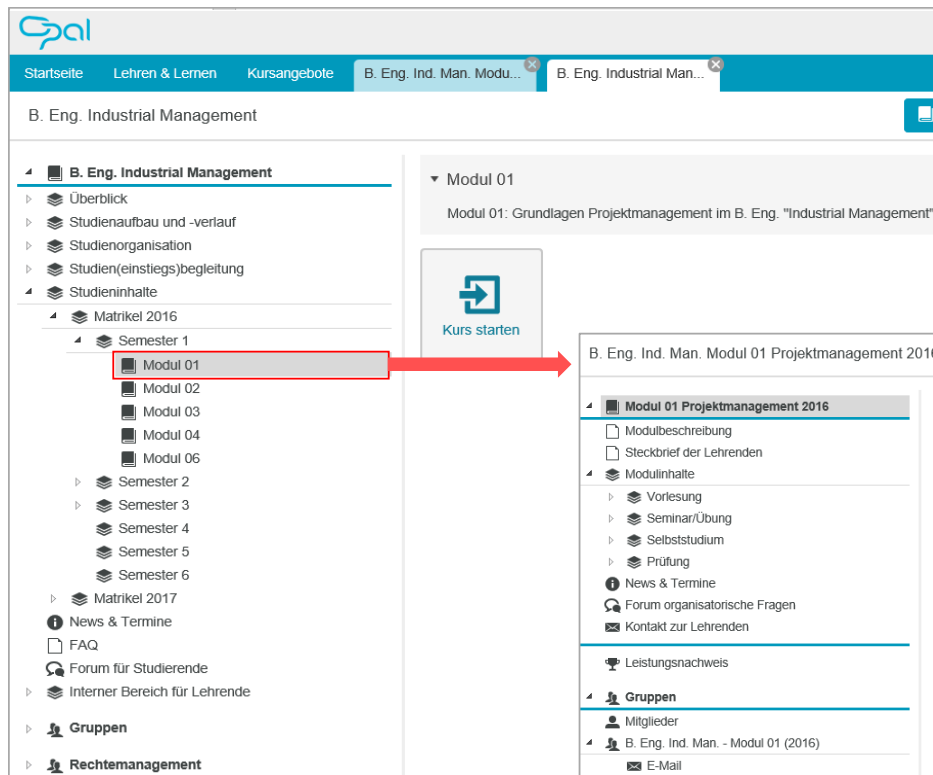 Opal
Startseite Lehren & Lernen Kursangebote B. Eng. Ind. Man. Modu... B. Eng. Industrial Man...
B. Eng. Industrial Management
B. Eng. Industrial Management
Überblick
Studienaufbau und -verlauf
Studienorganisation
Studien(einstiegs)begleitung
Studieninhalte
Matrikel 2016
Semester 1
Modul 01
Modul 02
Modul 03
Modul 04
Modul 06
Semester 2
Semester 3
Semester 4
Semester 5
Semester 6
Matrikel 2017
News & Termine
FAQ
Forum für Studierende
Interner Bereich für Lehrende
Gruppen
Rechtemanagement
Modul 01
Modul 01: Grundlagen Projektmanagement im B. Eng. "Industrial Management"
Kurs starten
B. Eng. Ind. Man. Modul 01 Projektmanagement 2016
Modul 01 Projektmanagement 2016
Modulbeschreibung
Steckbrief der Lehrenden
Modulinhalte
Vorlesung
Seminar/Übung
Selbststudium
Prüfung
News & Termine
Forum organisatorische Fragen
Kontakt zur Lehrenden
Leistungsnachweis
Gruppen
Mitglieder
B. Eng. Ind. Man. - Modul 01 (2016)
E-Mail